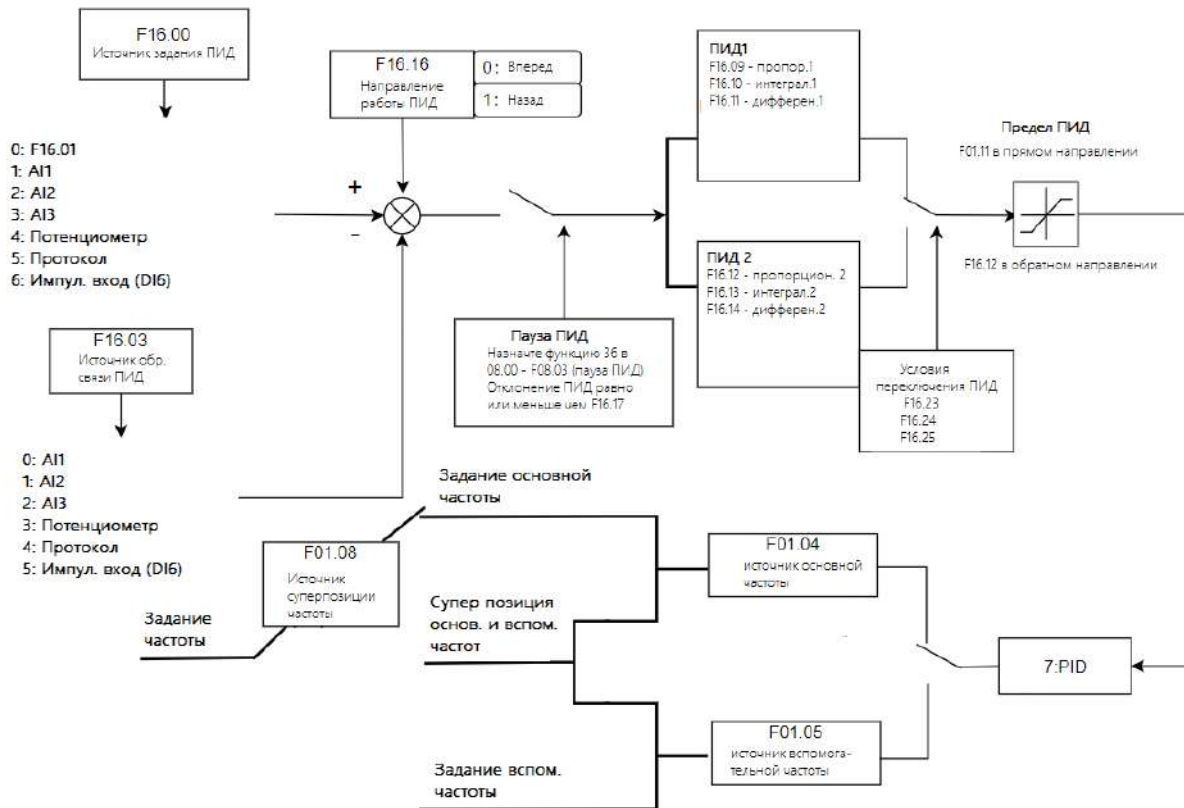 F16.00
Источник задания ПИД
0: F16.01
1: AI1
2: AI2
3: AI3
4: Потенциометр
5: Протокол
6: Импул. вход (DI6)
F16.16
Направление
работы ПИД
0: Вперед
1: Назад
+
-
F16.03
Источник обр.
связи ПИД
0: AI1
1: AI2
2: AI3
3: Потенциометр
4: Протокол
5: Импул. вход (DI6)
Пауза ПИД
Назначте функцию 36 в
08.00 - F08.03 (пауза ПИД)
Отклонение ПИД равно
или меньше чем F16.17
ПИД1
F16.09 - пропор.1
F16.10 - интеграл.1
F16.11 - дифферен.1
ПИД 2
F16.12 - пропорцион. 2
F16.13 - интеграл.2
F16.14 - дифферен.2
Условия
переключения ПИД
F16.23
F16.24
F16.25
Предел ПИД
F01.11 в прямом направлении
F16.12 в обратном направлении
Задание основной
частоты
F01.08
Источник
суперпозиции
частоты
Задание
частоты
Супер позиция
основ. и вспом.
частот
Задание вспом.
частоты
F01.04
источник основной
частоты
F01.05
источник вспомога-
тельной частоты
7:PID